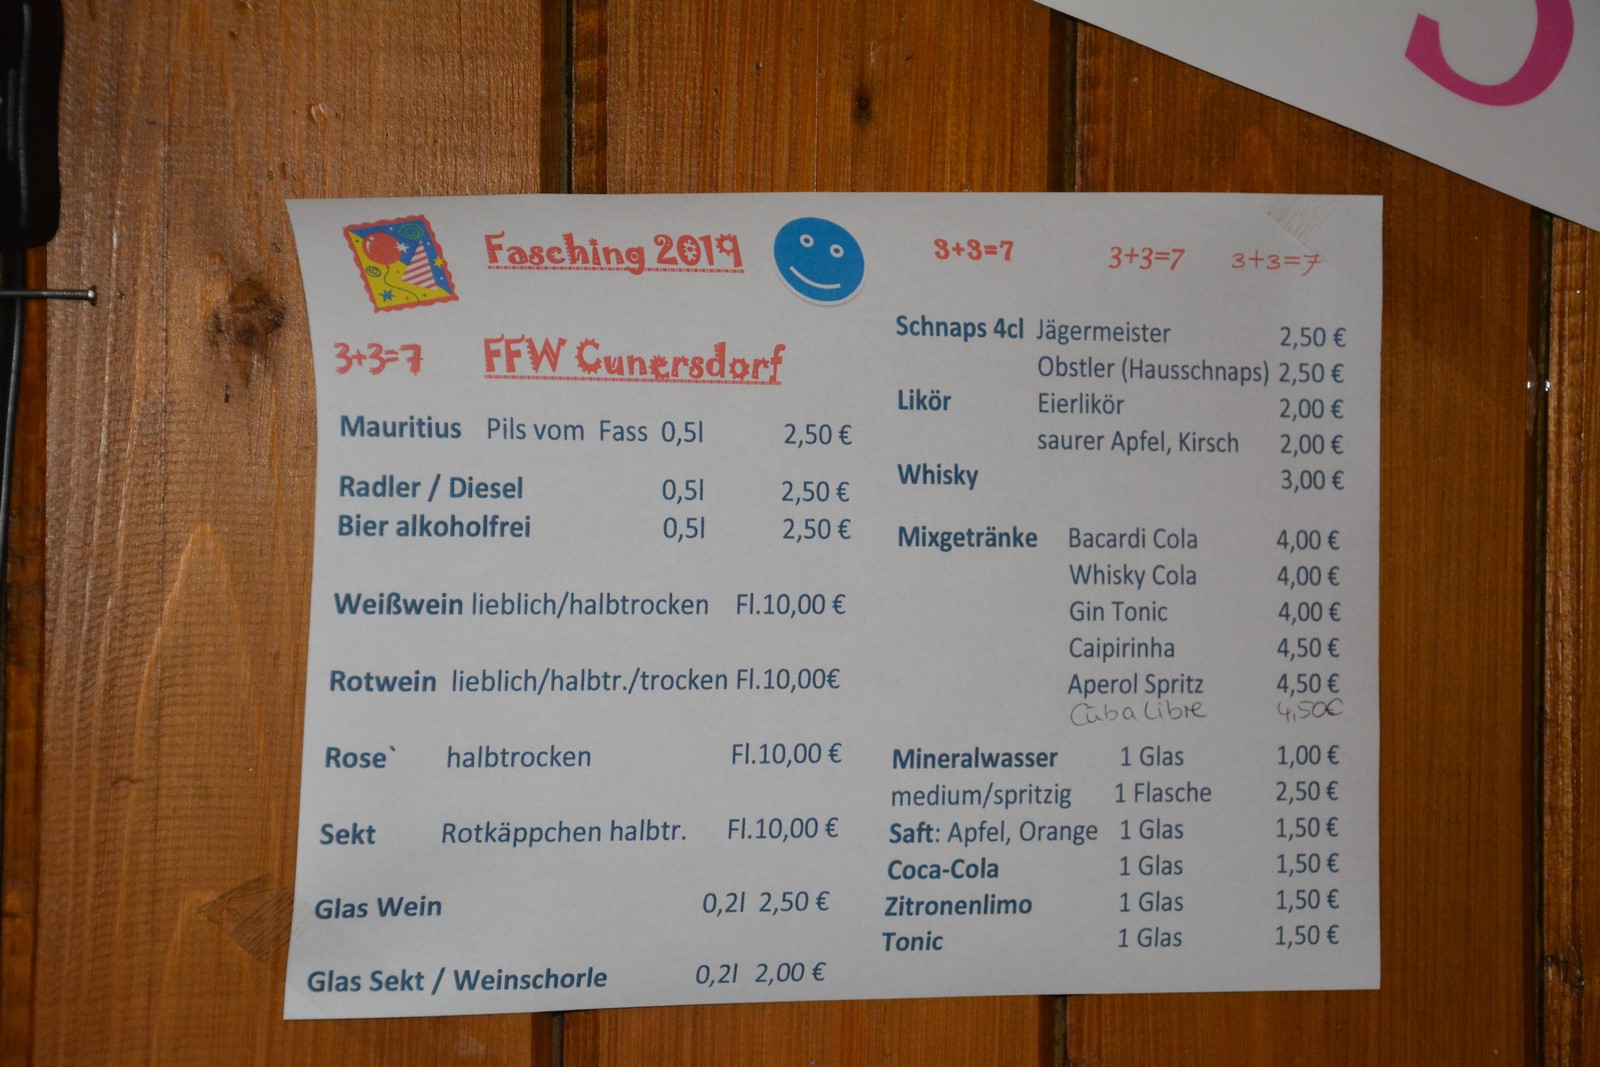 Fasching 2019
3+3=7 FFW Cunersdorf
Mauritius Pils vom Fass 0,5l 2,50 €
Radler / Diesel 0,5l 2,50 €
Bier alkoholfrei 0,5l 2,50 €
Weißwein lieblich/halbtrocken Fl.10,00 €
Rotwein lieblich/halbtr./trocken Fl.10,00€
Rose` halbtrocken Fl.10,00 €
Sekt Rotkäppchen halbtr. Fl.10,00 €
Glas Wein 0,2l 2,50 €
Glas Sekt / Weinschorle 0,2l 2,00 €
3+3=7 3+3=7 3+3=7
Schnaps 4cl Jägermeister 2,50 €
Obstler (Hausschnaps) 2,50 €
Likör Eierlikör 2,00 €
saurer Apfel, Kirsch 2,00 €
Whisky 3,00 €
Mixgetränke Bacardi Cola 4,00 €
Whisky Cola 4,00 €
Gin Tonic 4,00 €
Caipirinha 4,50 €
Aperol Spritz 4,50 €
Cuba Libre 4,50€
Mineralwasser 1 Glas 1,00 €
medium/spritzig 1 Flasche 2,50 €
Saft: Apfel, Orange 1 Glas 1,50 €
Coca-Cola 1 Glas 1,50 €
Zitronenlimo 1 Glas 1,50 €
Tonic 1 Glas 1,50 €